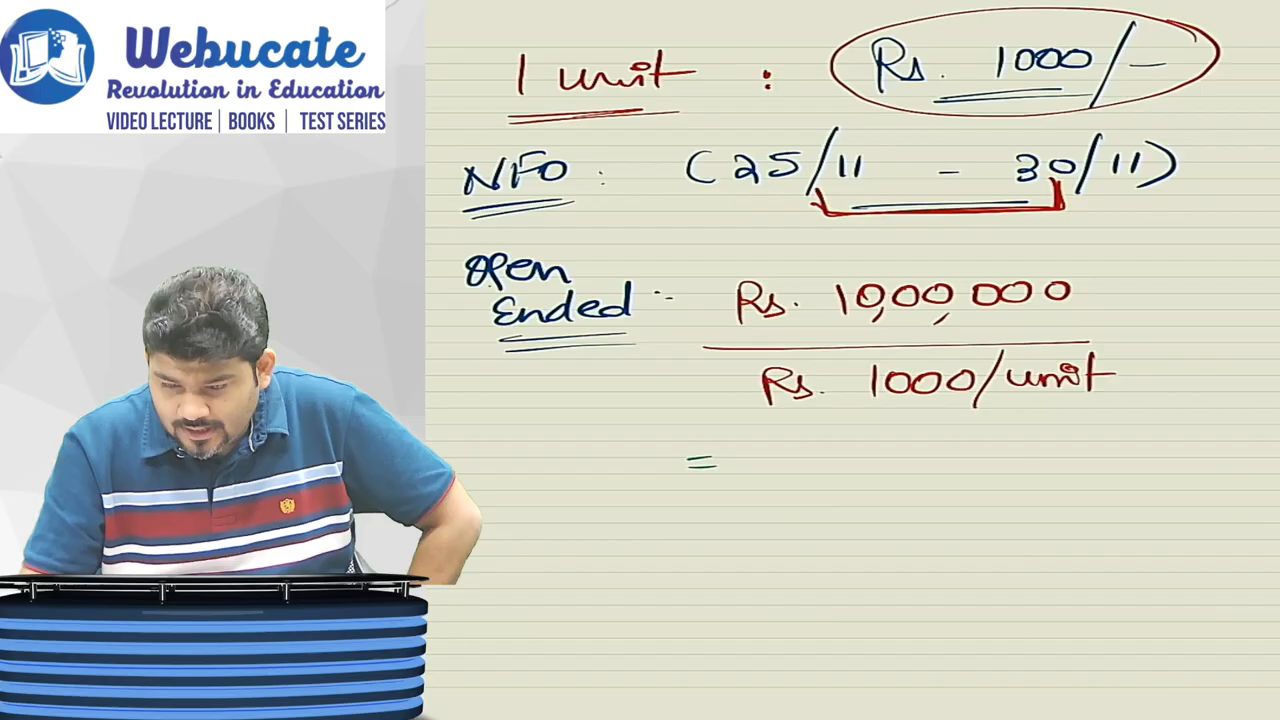 Webucate
Revolution in Education
VIDEO LECTURE | BOOKS | TEST SERIES
1 unit : Rs. 1000/-
NFO : (25/11 - 30/11)
Open
Ended :- Rs. 10,00,000
Rs. 1000/unit
=